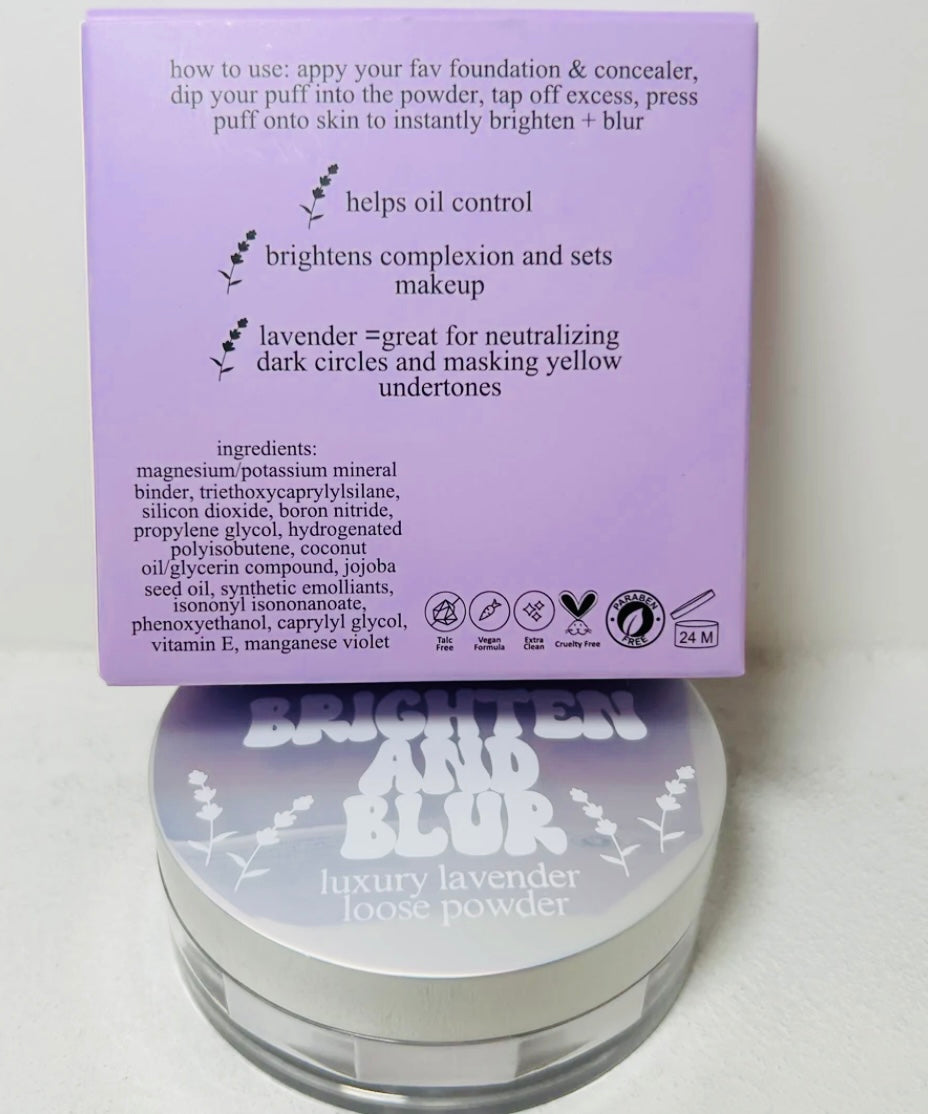 how to use: appy your fav foundation & concealer,
dip your puff into the powder, tap off excess, press
puff onto skin to instantly brighten + blur
helps oil control
brightens complexion and sets
makeup
lavender =great for neutralizing
dark circles and masking yellow
undertones
ingredients:
magnesium/potassium mineral
binder, triethoxycaprylylsilane,
silicon dioxide, boron nitride,
propylene glycol, hydrogenated
polyisobutene, coconut
oil/glycerin compound, jojoba
seed oil, synthetic emolliants,
isononyl isononanoate,
phenoxyethanol, caprylyl glycol,
vitamin E, manganese violet
Talc
Free
Vegan
Formula
Extra
Clean
Cruelty Free
PARABEN
FREE
24 M
BRIGHTEN
AND
BLUR
luxury lavender
loose powder